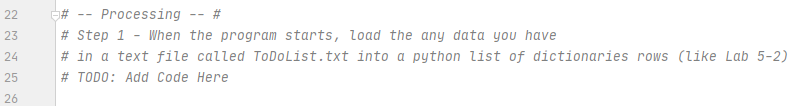 22 # -- Processing -- #
23 # Step 1 - When the program starts, load the any data you have
24 # in a text file called ToDoList.txt into a python list of dictionaries rows (like Lab 5-2)
25 # TODO: Add Code Here
26